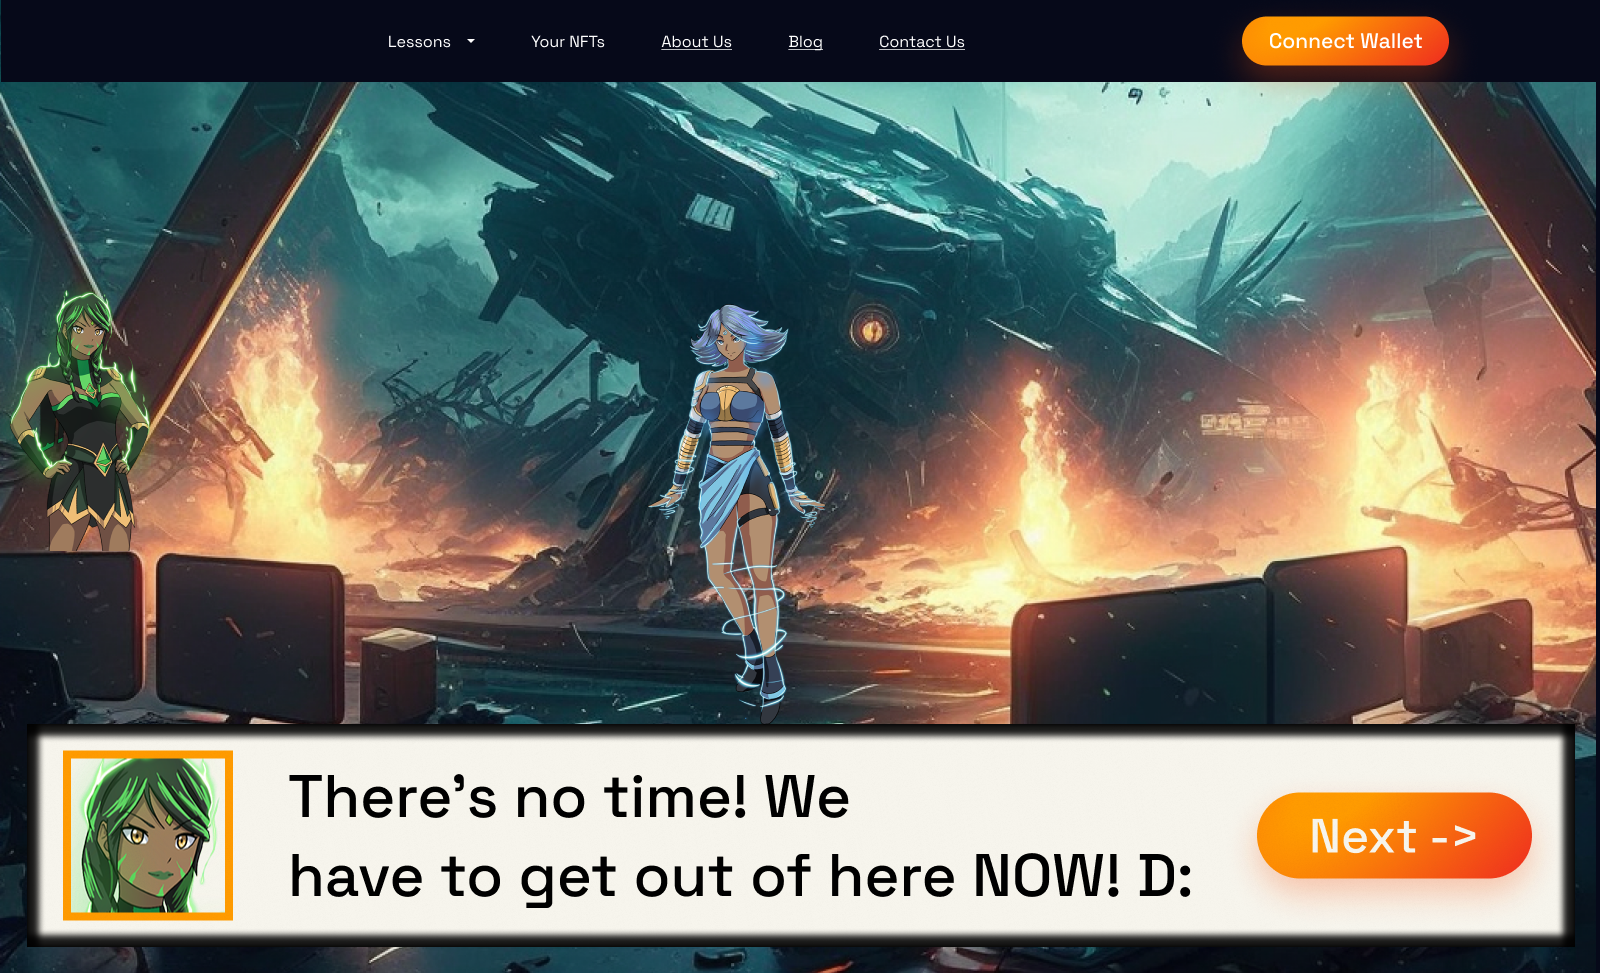 Lessons Your NFTs About Us Blog Contact Us Connect Wallet
There's no time! We
have to get out of here NOW! D:
Next ->